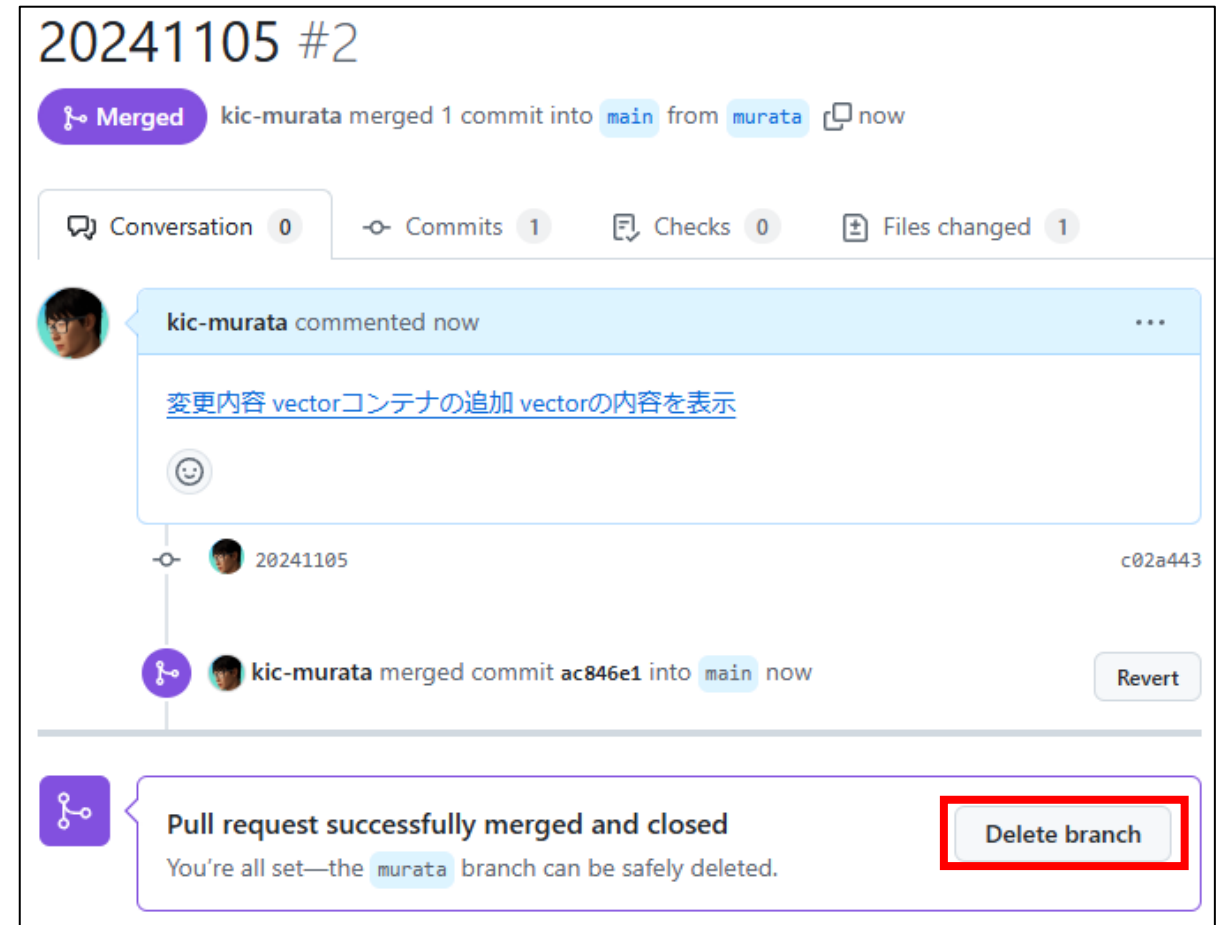 20241105 #2
Merged kic-murata merged 1 commit into main from murata now
Conversation 0 Commits 1 Checks 0 Files changed 1
kic-murata commented now
変更内容 vectorコンテナの追加 vectorの内容を表示
20241105 c02a443
kic-murata merged commit ac846e1 into main now Revert
Pull request successfully merged and closed
Delete branch
You're all set—the murata branch can be safely deleted.